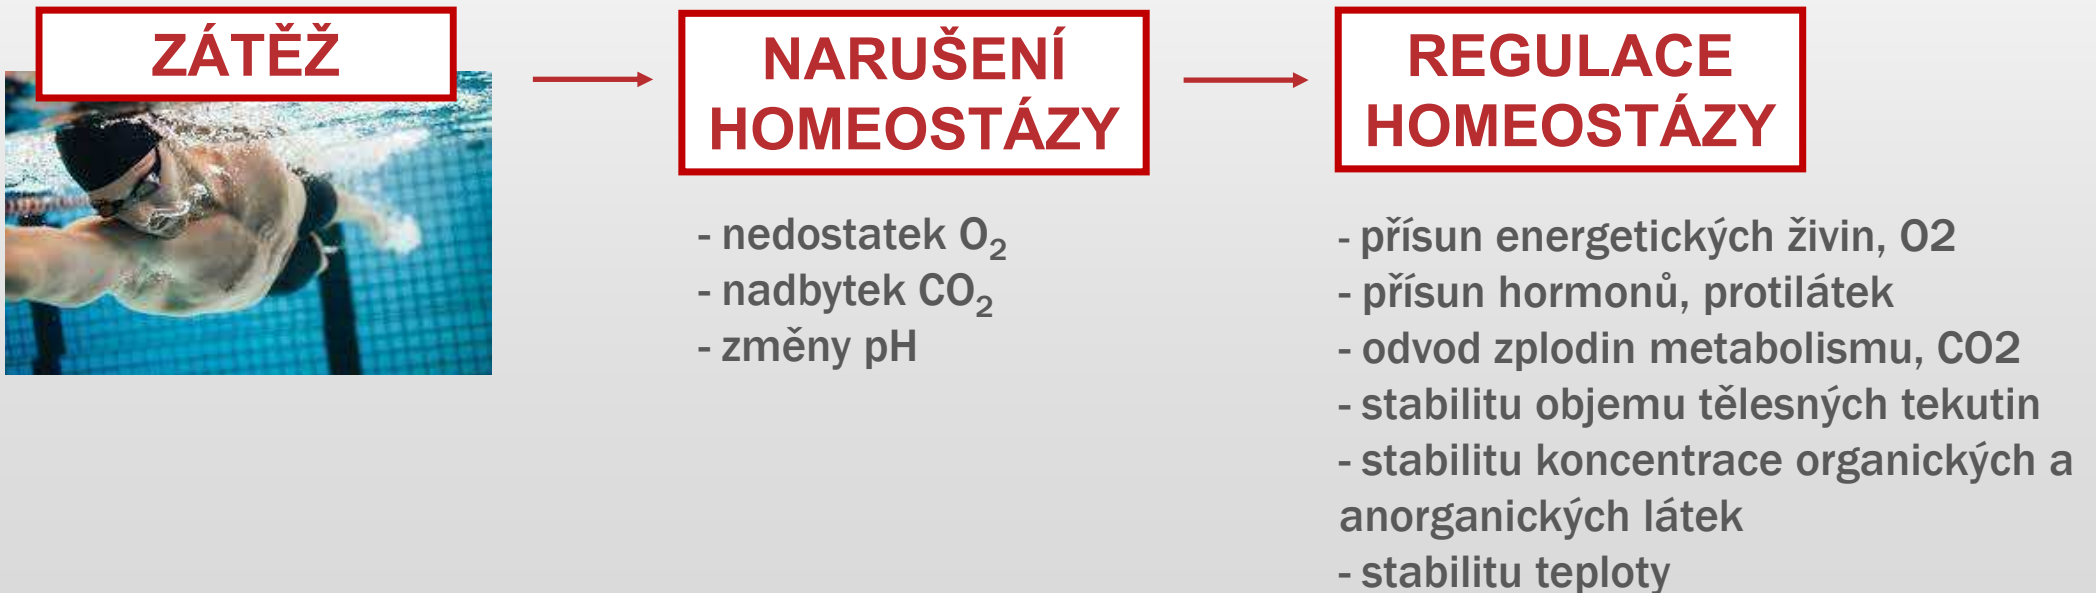 ZÁTĚŽ
NARUŠENÍ
HOMEOSTÁZY
- nedostatek O₂
- nadbytek CO₂
- změny pH
REGULACE
HOMEOSTÁZY
- přísun energetických živin, O2
- přísun hormonů, protilátek
- odvod zplodin metabolismu, CO2
- stabilitu objemu tělesných tekutin
- stabilitu koncentrace organických a
anorganických látek
- stabilitu teploty